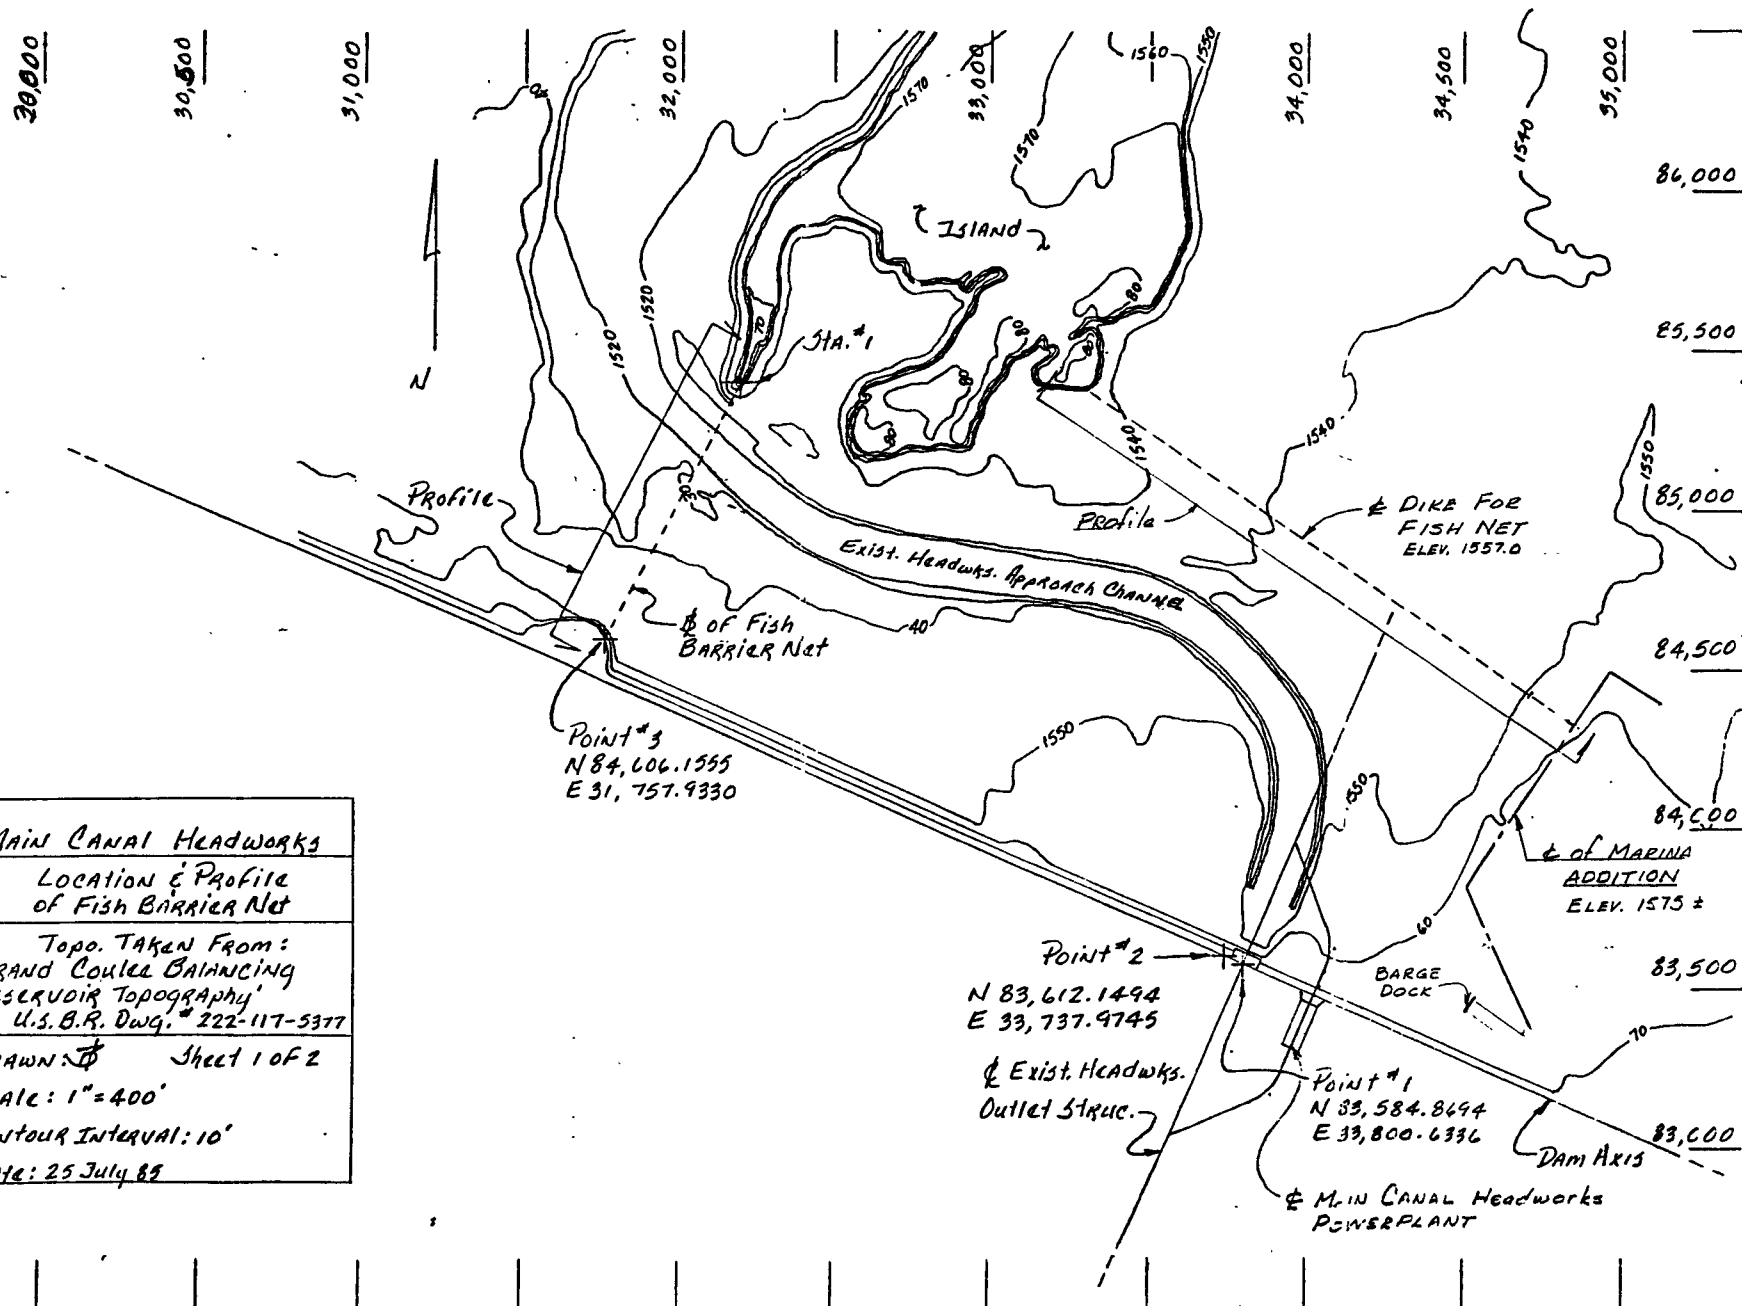 30,000
30,500
31,000
32,000
33,000
34,000
34,500
35,000
1570
1560
1550
1570
1540
86,000
ISLAND
1520
1520
70
80
80
80
80
STA. #1
85,500
N
1540
1540
1550
Profile
Profile
85,000
₵ DIKE FOR
FISH NET
ELEV. 1557.0
Exist. Headwks. Approach Channel
40
₵ of Fish
BARRIER Net
84,500
Point #3
N 84,606.1555
E 31,757.9330
1550
1550
84,000
₵ of MARINA
ADDITION
ELEV. 1575 ±
60
MAIN CANAL HEADWORKS
LOCATION & Profile
of Fish BARRIER Net
Topo. TAKEN FROM:
GRAND Coulee BALANCING
RESERVOIR TOPOGRAPHY'
U.S.B.R. Dwg. # 222-117-5377
DRAWN:
Sheet 1 OF 2
SCALE: 1"=400'
CONTOUR INTERVAL: 10'
Date: 25 July 85
Point #2
N 83,612.1494
E 33,737.9745
BARGE
DOCK
83,500
70
₵ Exist. Headwks.
Outlet Struc.
Point #1
N 83,584.8694
E 33,800.6336
DAM AXIS
83,000
₵ MAIN CANAL Headworks
POWERPLANT